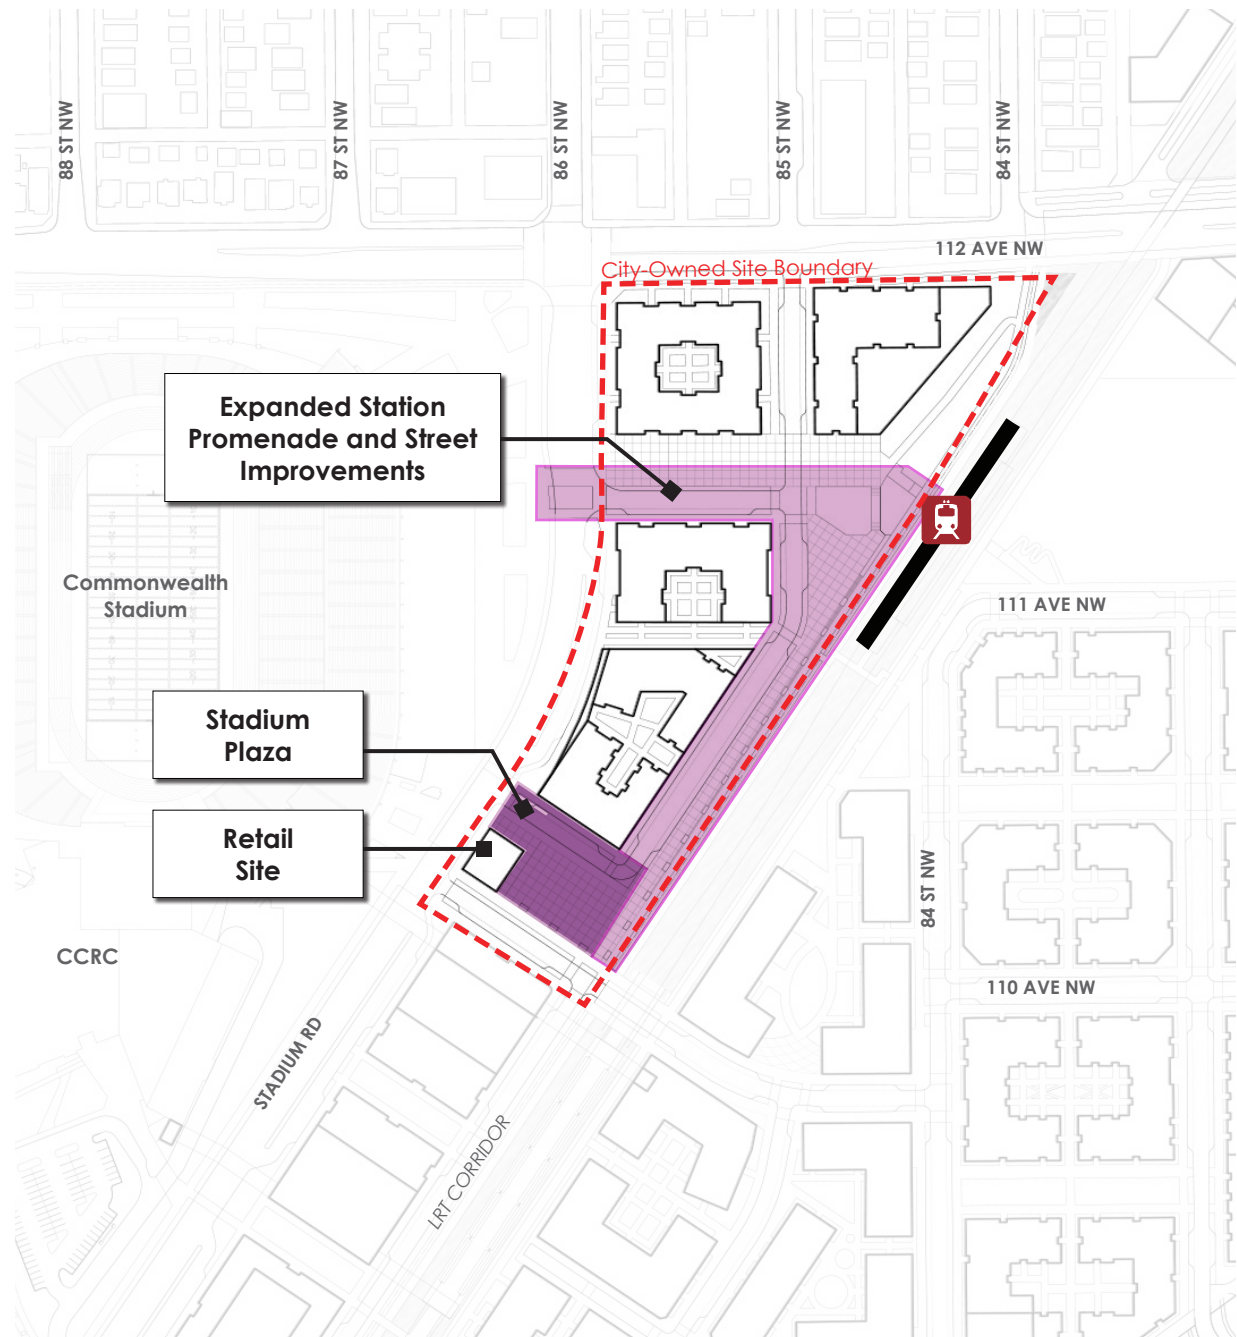 88 ST NW
87 ST NW
86 ST NW
85 ST NW
84 ST NW
112 AVE NW
City-Owned Site Boundary
Expanded Station
Promenade and Street
Improvements
Commonwealth
Stadium
111 AVE NW
Stadium
Plaza
Retail
Site
84 ST NW
CCRC
110 AVE NW
STADIUM RD
LRT CORRIDOR